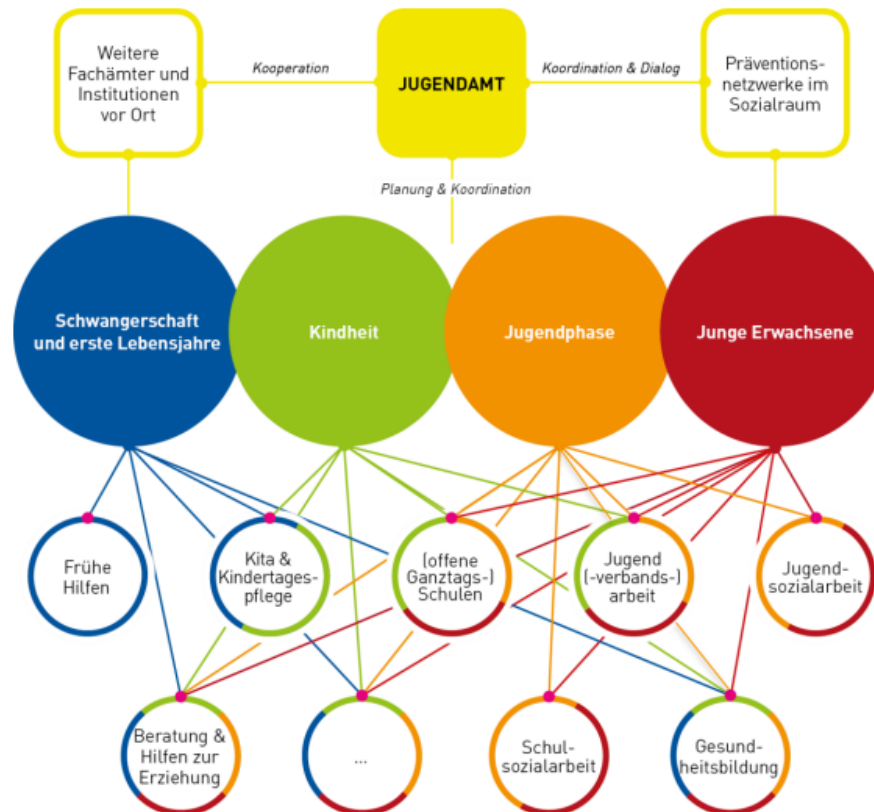 Weitere
Fachämter und
Institutionen
vor Ort
Kooperation
JUGENDAMT
Koordination & Dialog
Präventions-
netzwerke im
Sozialraum
Planung & Koordination
Schwangerschaft
und erste Lebensjahre
Kindheit
Jugendphase
Junge Erwachsene
Frühe
Hilfen
Kita &
Kindertages-
pflege
(offene
Ganztags-)
Schulen
Jugend
(-verbands-)
arbeit
Jugend-
sozialarbeit
Beratung &
Hilfen zur
Erziehung
...
Schul-
sozialarbeit
Gesund-
heitsbildung